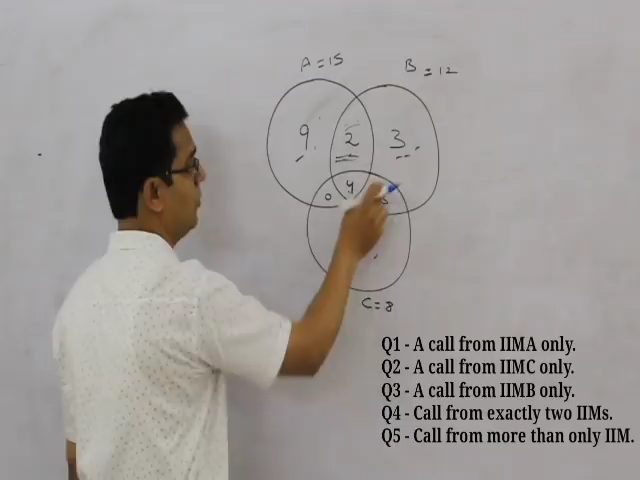 A = 15
B = 12
9 2 3
0 4
C = 8
Q1 - A call from IIMA only.
Q2 - A call from IIMC only.
Q3 - A call from IIMB only.
Q4 - Call from exactly two IIMs.
Q5 - Call from more than only IIM.